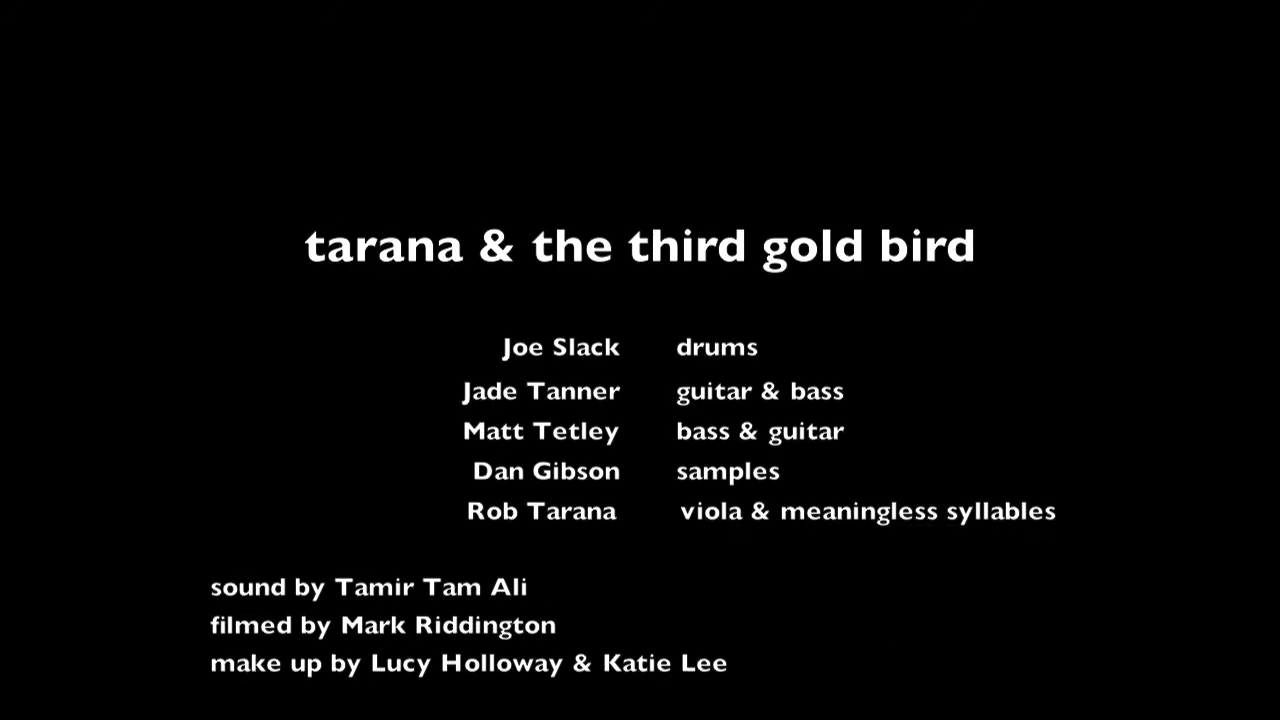 tarana & the third gold bird
Joe Slack drums
Jade Tanner guitar & bass
Matt Tetley bass & guitar
Dan Gibson samples
Rob Tarana viola & meaningless syllables
sound by Tamir Tam Ali
filmed by Mark Riddington
make up by Lucy Holloway & Katie Lee